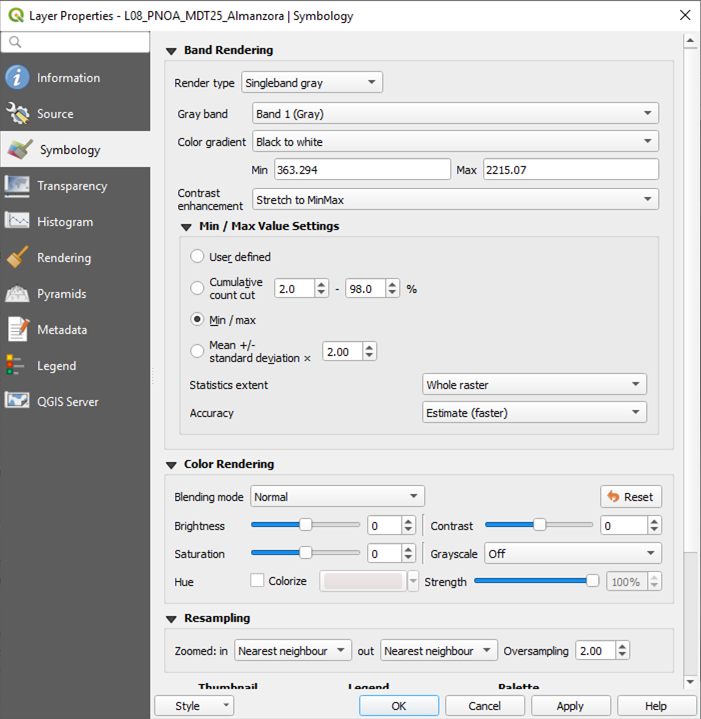 Layer Properties - L08_PNOA_MDT25_Almanzora | Symbology
Information
Source
Symbology
Transparency
Histogram
Rendering
Pyramids
Metadata
Legend
QGIS Server
Band Rendering
Render type Singleband gray
Gray band Band 1 (Gray)
Color gradient Black to white
Min 363.294 Max 2215.07
Contrast
enhancement Stretch to MinMax
Min / Max Value Settings
User defined
Cumulative
count cut 2.0 - 98.0 %
Min / max
Mean +/-
standard deviation × 2.00
Statistics extent Whole raster
Accuracy Estimate (faster)
Color Rendering
Blending mode Normal Reset
Brightness 0 Contrast 0
Saturation 0 Grayscale Off
Hue Colorize Strength 100%
Resampling
Zoomed: in Nearest neighbour out Nearest neighbour Oversampling 2.00
Thumbnail Legend Palette
Style OK Cancel Apply Help